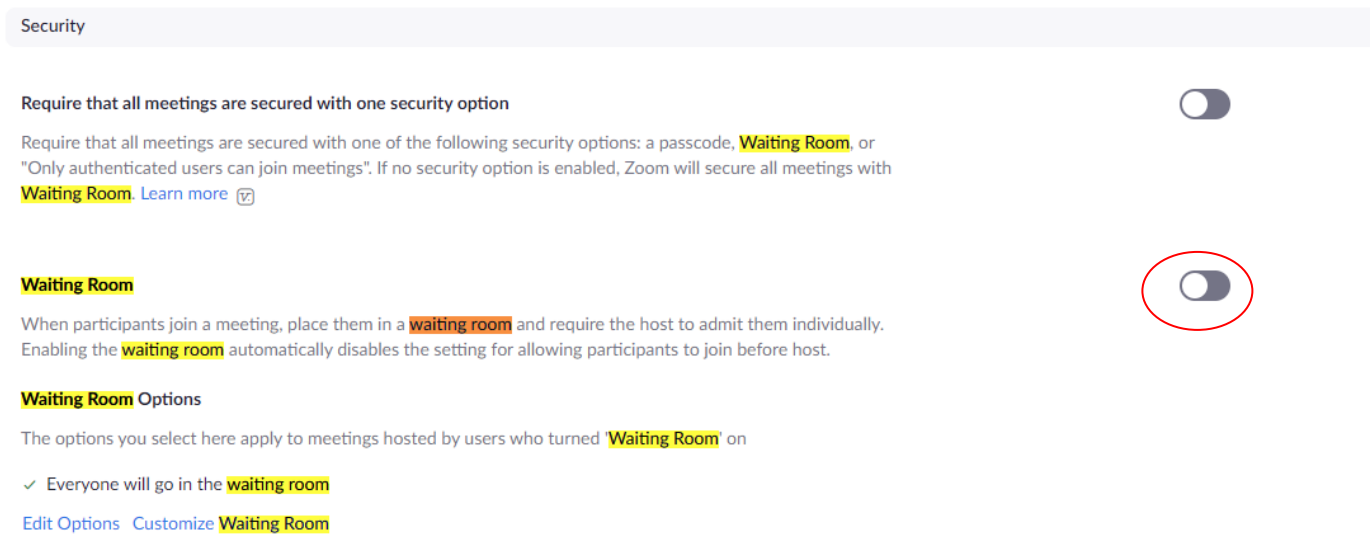 Security
Require that all meetings are secured with one security option
Require that all meetings are secured with one of the following security options: a passcode, Waiting Room, or
"Only authenticated users can join meetings". If no security option is enabled, Zoom will secure all meetings with
Waiting Room. Learn more
Waiting Room
When participants join a meeting, place them in a waiting room and require the host to admit them individually.
Enabling the waiting room automatically disables the setting for allowing participants to join before host.
Waiting Room Options
The options you select here apply to meetings hosted by users who turned 'Waiting Room' on
Everyone will go in the waiting room
Edit Options Customize Waiting Room